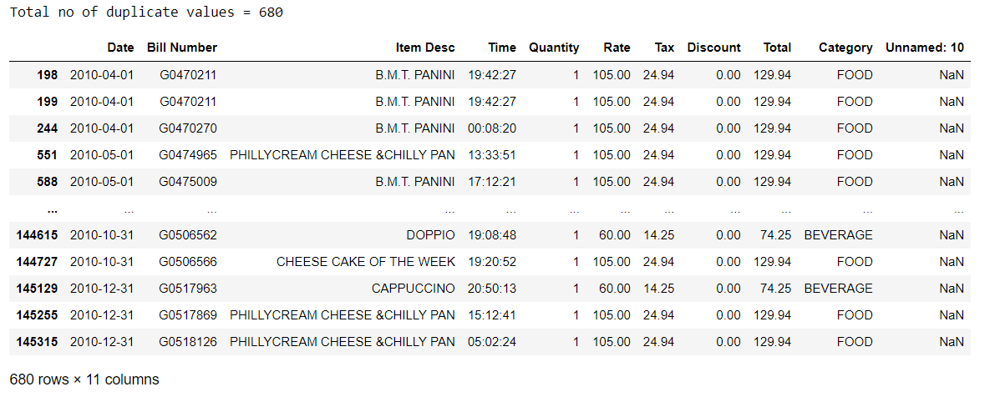 Total no of duplicate values = 680
Date Bill Number Item Desc Time Quantity Rate Tax Discount Total Category Unnamed: 10
198 2010-04-01 G0470211 B.M.T. PANINI 19:42:27 1 105.00 24.94 0.00 129.94 FOOD NaN
199 2010-04-01 G0470211 B.M.T. PANINI 19:42:27 1 105.00 24.94 0.00 129.94 FOOD NaN
244 2010-04-01 G0470270 B.M.T. PANINI 00:08:20 1 105.00 24.94 0.00 129.94 FOOD NaN
551 2010-05-01 G0474965 PHILLYCREAM CHEESE &CHILLY PAN 13:33:51 1 105.00 24.94 0.00 129.94 FOOD NaN
588 2010-05-01 G0475009 B.M.T. PANINI 17:12:21 1 105.00 24.94 0.00 129.94 FOOD NaN
... ... ... ... ... ... ... ... ... ... ... ...
144615 2010-10-31 G0506562 DOPPIO 19:08:48 1 60.00 14.25 0.00 74.25 BEVERAGE NaN
144727 2010-10-31 G0506566 CHEESE CAKE OF THE WEEK 19:20:52 1 105.00 24.94 0.00 129.94 FOOD NaN
145129 2010-12-31 G0517963 CAPPUCCINO 20:50:13 1 60.00 14.25 0.00 74.25 BEVERAGE NaN
145255 2010-12-31 G0517869 PHILLYCREAM CHEESE &CHILLY PAN 15:12:41 1 105.00 24.94 0.00 129.94 FOOD NaN
145315 2010-12-31 G0518126 PHILLYCREAM CHEESE &CHILLY PAN 05:02:24 1 105.00 24.94 0.00 129.94 FOOD NaN
680 rows × 11 columns